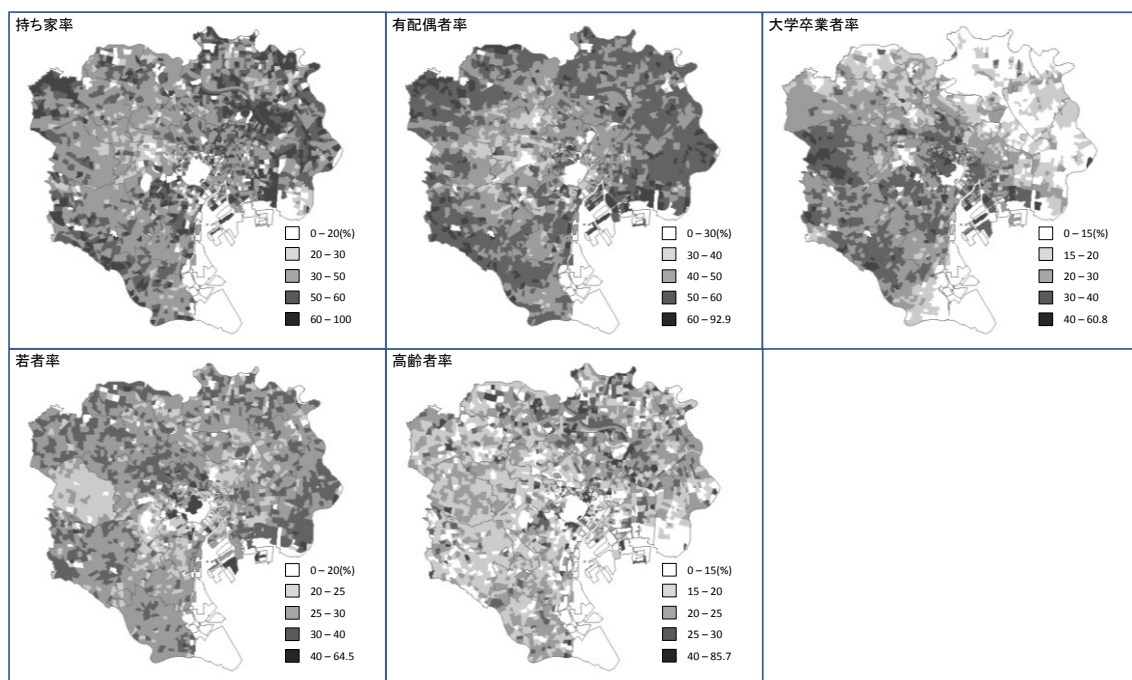 持ち家率
0 – 20(%)
20 – 30
30 – 50
50 – 60
60 – 100
有配偶者率
0 – 30(%)
30 – 40
40 – 50
50 – 60
60 – 92.9
大学卒業者率
0 – 15(%)
15 – 20
20 – 30
30 – 40
40 – 60.8
若者率
0 – 20(%)
20 – 25
25 – 30
30 – 40
40 – 64.5
高齢者率
0 – 15(%)
15 – 20
20 – 25
25 – 30
40 – 85.7